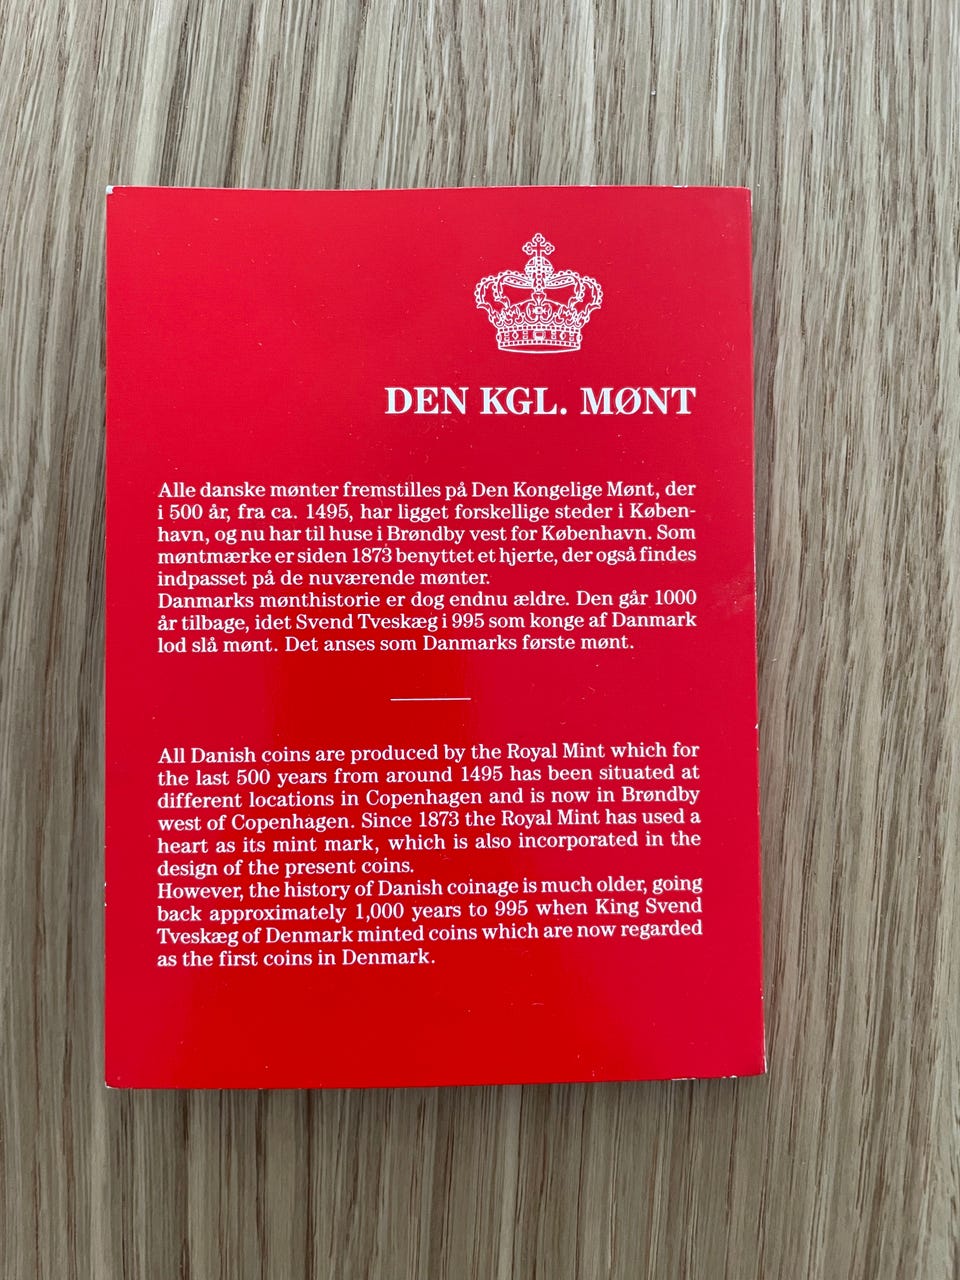 DEN KGL. MØNT
Alle danske mønter fremstilles på Den Kongelige Mønt, der
i 500 år, fra ca. 1495, har ligget forskellige steder i Køben-
havn, og nu har til huse i Brøndby vest for København. Som
møntmærke er siden 1873 benyttet et hjerte, der også findes
indpasset på de nuværende mønter.
Danmarks mønthistorie er dog endnu ældre. Den går 1000
år tilbage, idet Svend Tveskæg i 995 som konge af Danmark
lod slå mønt. Det anses som Danmarks første mønt.
All Danish coins are produced by the Royal Mint which for
the last 500 years from around 1495 has been situated at
different locations in Copenhagen and is now in Brøndby
west of Copenhagen. Since 1873 the Royal Mint has used a
heart as its mint mark, which is also incorporated in the
design of the present coins.
However, the history of Danish coinage is much older, going
back approximately 1,000 years to 995 when King Svend
Tveskæg of Denmark minted coins which are now regarded
as the first coins in Denmark.